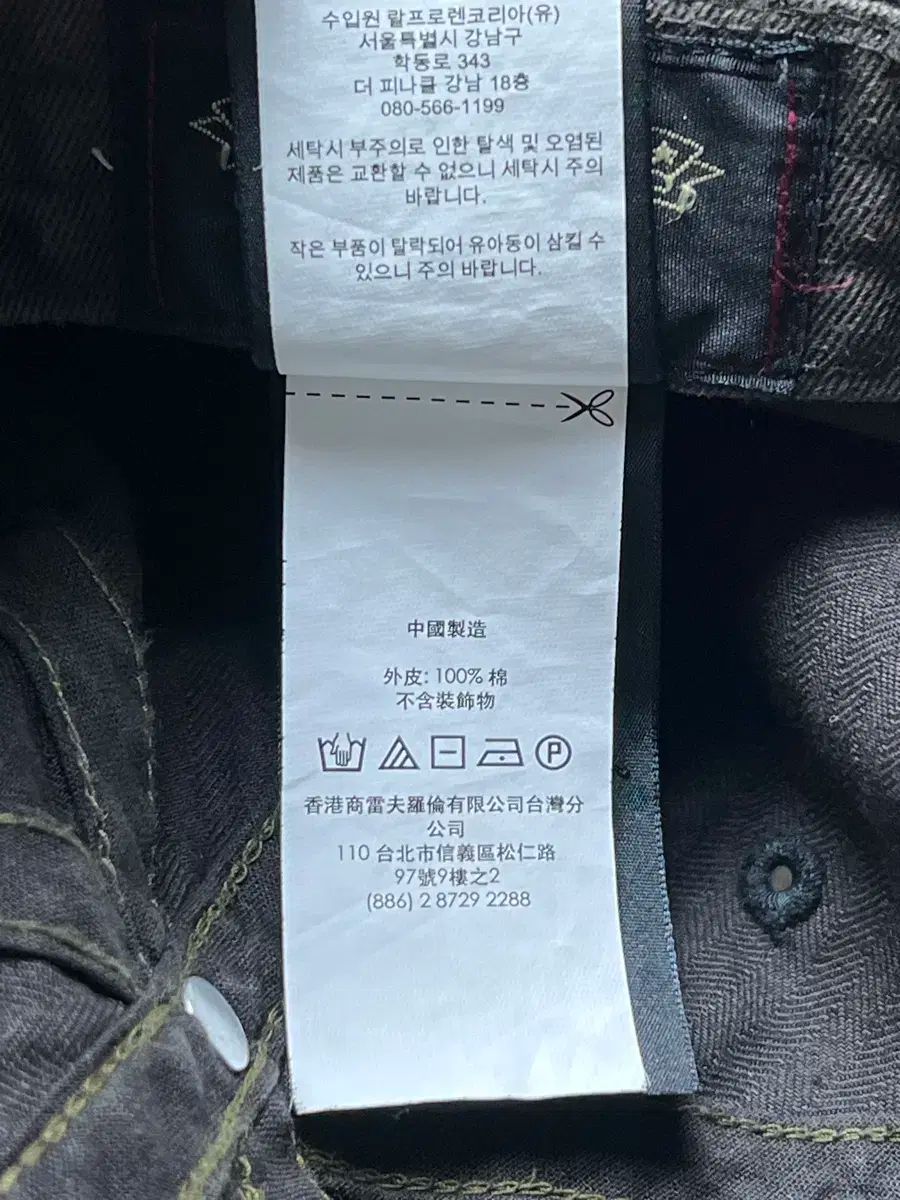 수입원 랄프로렌코리아(유)
서울특별시 강남구
학동로 343
더 피나클 강남 18층
080-566-1199
세탁시 부주의로 인한 탈색 및 오염된
제품은 교환할 수 없으니 세탁시 주의
바랍니다.
작은 부품이 탈락되어 유아동이 삼킬 수
있으니 주의 바랍니다.
中國製造
外皮: 100% 棉
不含裝飾物
P
香港商雷夫羅倫有限公司台灣分
公司
110 台北市信義區松仁路
97號9樓之2
(886) 2 8729 2288